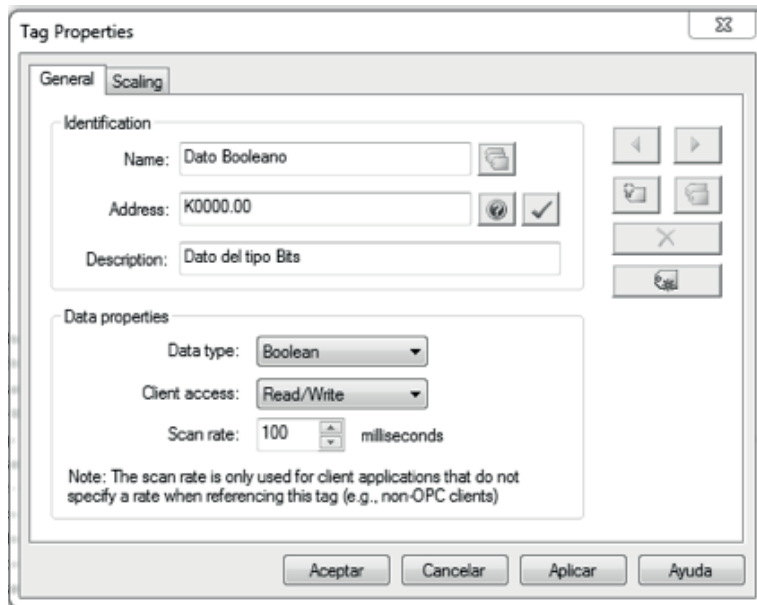 Tag Properties
General Scaling
Identification
Name: Dato Booleano
Address: K0000.00
Description: Dato del tipo Bits
Data properties
Data type: Boolean
Client access: Read/Write
Scan rate: 100 milliseconds
Note: The scan rate is only used for client applications that do not
specify a rate when referencing this tag (e.g., non-OPC clients)
Aceptar Cancelar Aplicar Ayuda